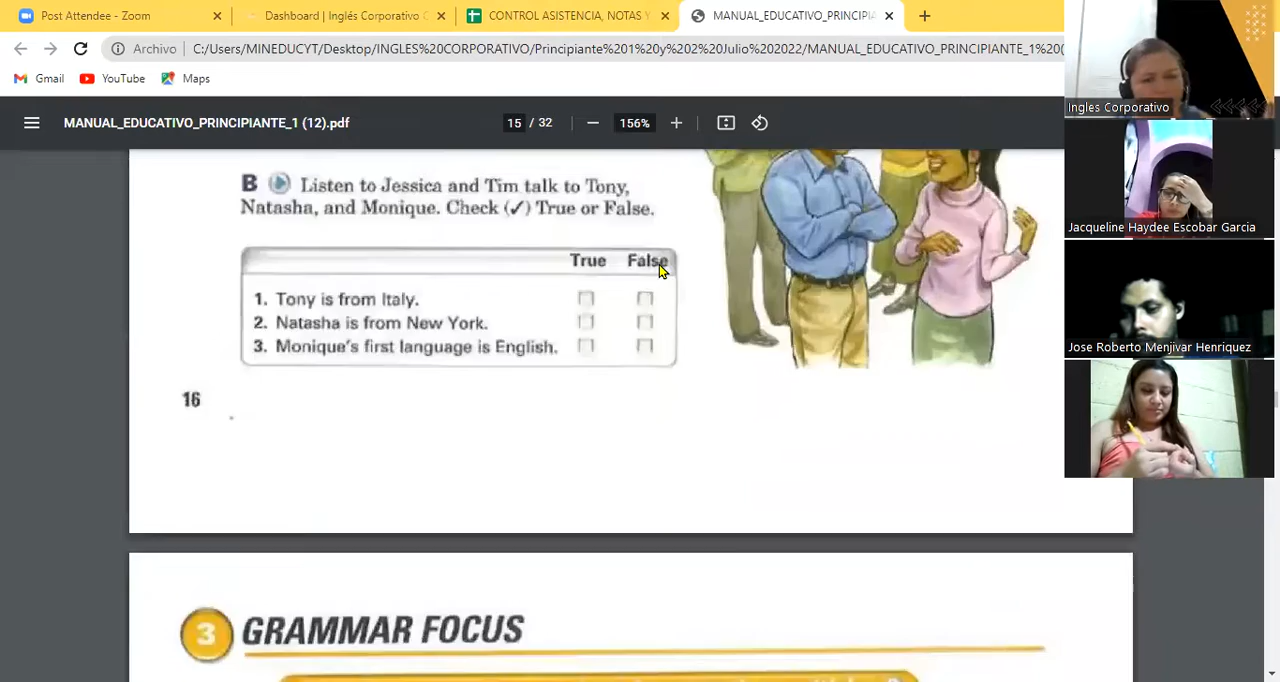 Post Attendee - Zoom
Dashboard | Inglés Corporativo C
CONTROL ASISTENCIA, NOTAS Y
MANUAL_EDUCATIVO_PRINCIPIA
Archivo
C:/Users/MINEDUCYT/Desktop/INGLES%20CORPORATIVO/Principiante%201%20y%202%20Julio%202022/MANUAL_EDUCATIVO_PRINCIPIANTE_1%20(
Gmail
YouTube
Maps
MANUAL_EDUCATIVO_PRINCIPIANTE_1 (12).pdf
15 / 32
156%
Ingles Corporativo
Jacqueline Haydee Escobar Garcia
Jose Roberto Menjivar Henriquez
B Listen to Jessica and Tim talk to Tony,
Natasha, and Monique. Check (✓) True or False.
True False
1. Tony is from Italy.
2. Natasha is from New York.
3. Monique's first language is English.
16
3 GRAMMAR FOCUS